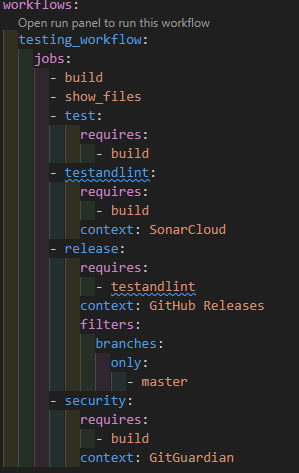 workflows:
Open run panel to run this workflow
testing_workflow:
jobs:
- build
- show_files
- test:
requires:
- build
- testandlint:
requires:
- build
context: SonarCloud
- release:
requires:
- testandlint
context: GitHub Releases
filters:
branches:
only:
- master
- security:
requires:
- build
context: GitGuardian